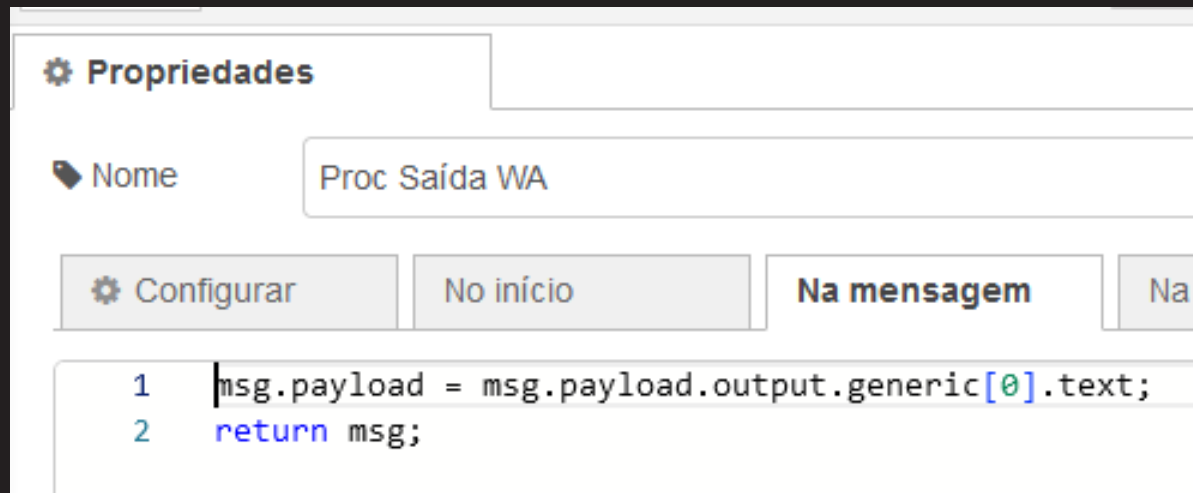 Propriedades
Nome
Proc Saída WA
Configurar No início Na mensagem Na
1 msg.payload = msg.payload.output.generic[0].text;
2 return msg;